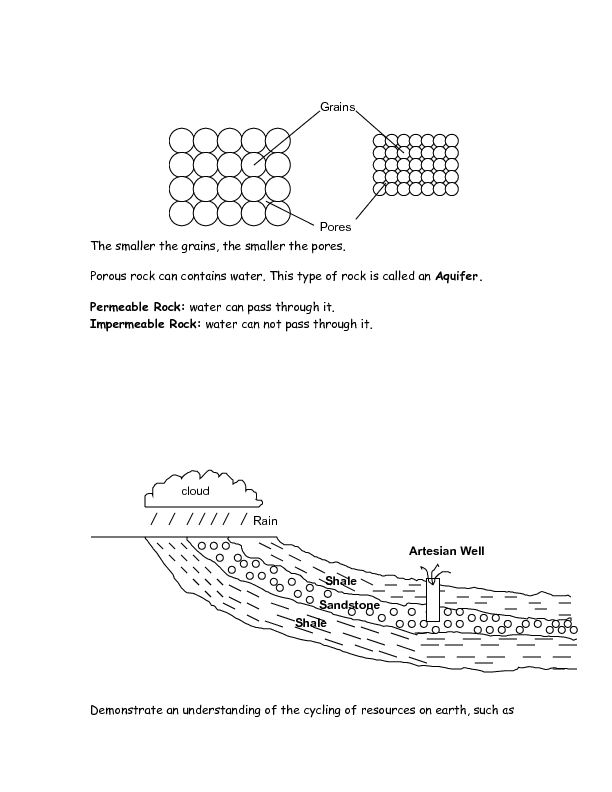 Grains
Pores
The smaller the grains, the smaller the pores.
Porous rock can contains water. This type of rock is called an Aquifer.
Permeable Rock: water can pass through it.
Impermeable Rock: water can not pass through it.
cloud
Rain
Artesian Well
Shale
Sandstone
Shale
Demonstrate an understanding of the cycling of resources on earth, such as